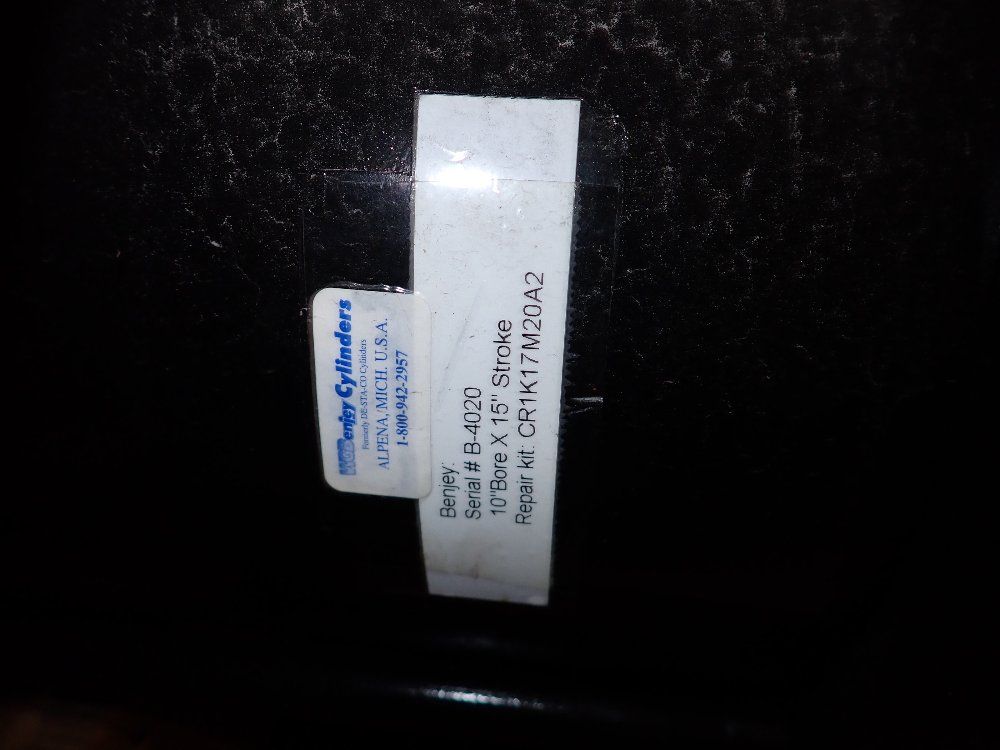 Benjey Cylinders
Formerly DE-STA-CO Cylinders
ALPENA, MICH. U.S.A.
1-800-942-2957
Benjey:
Serial # B-4020
10"Bore X 15" Stroke
Repair kit: CR1K17M20A2